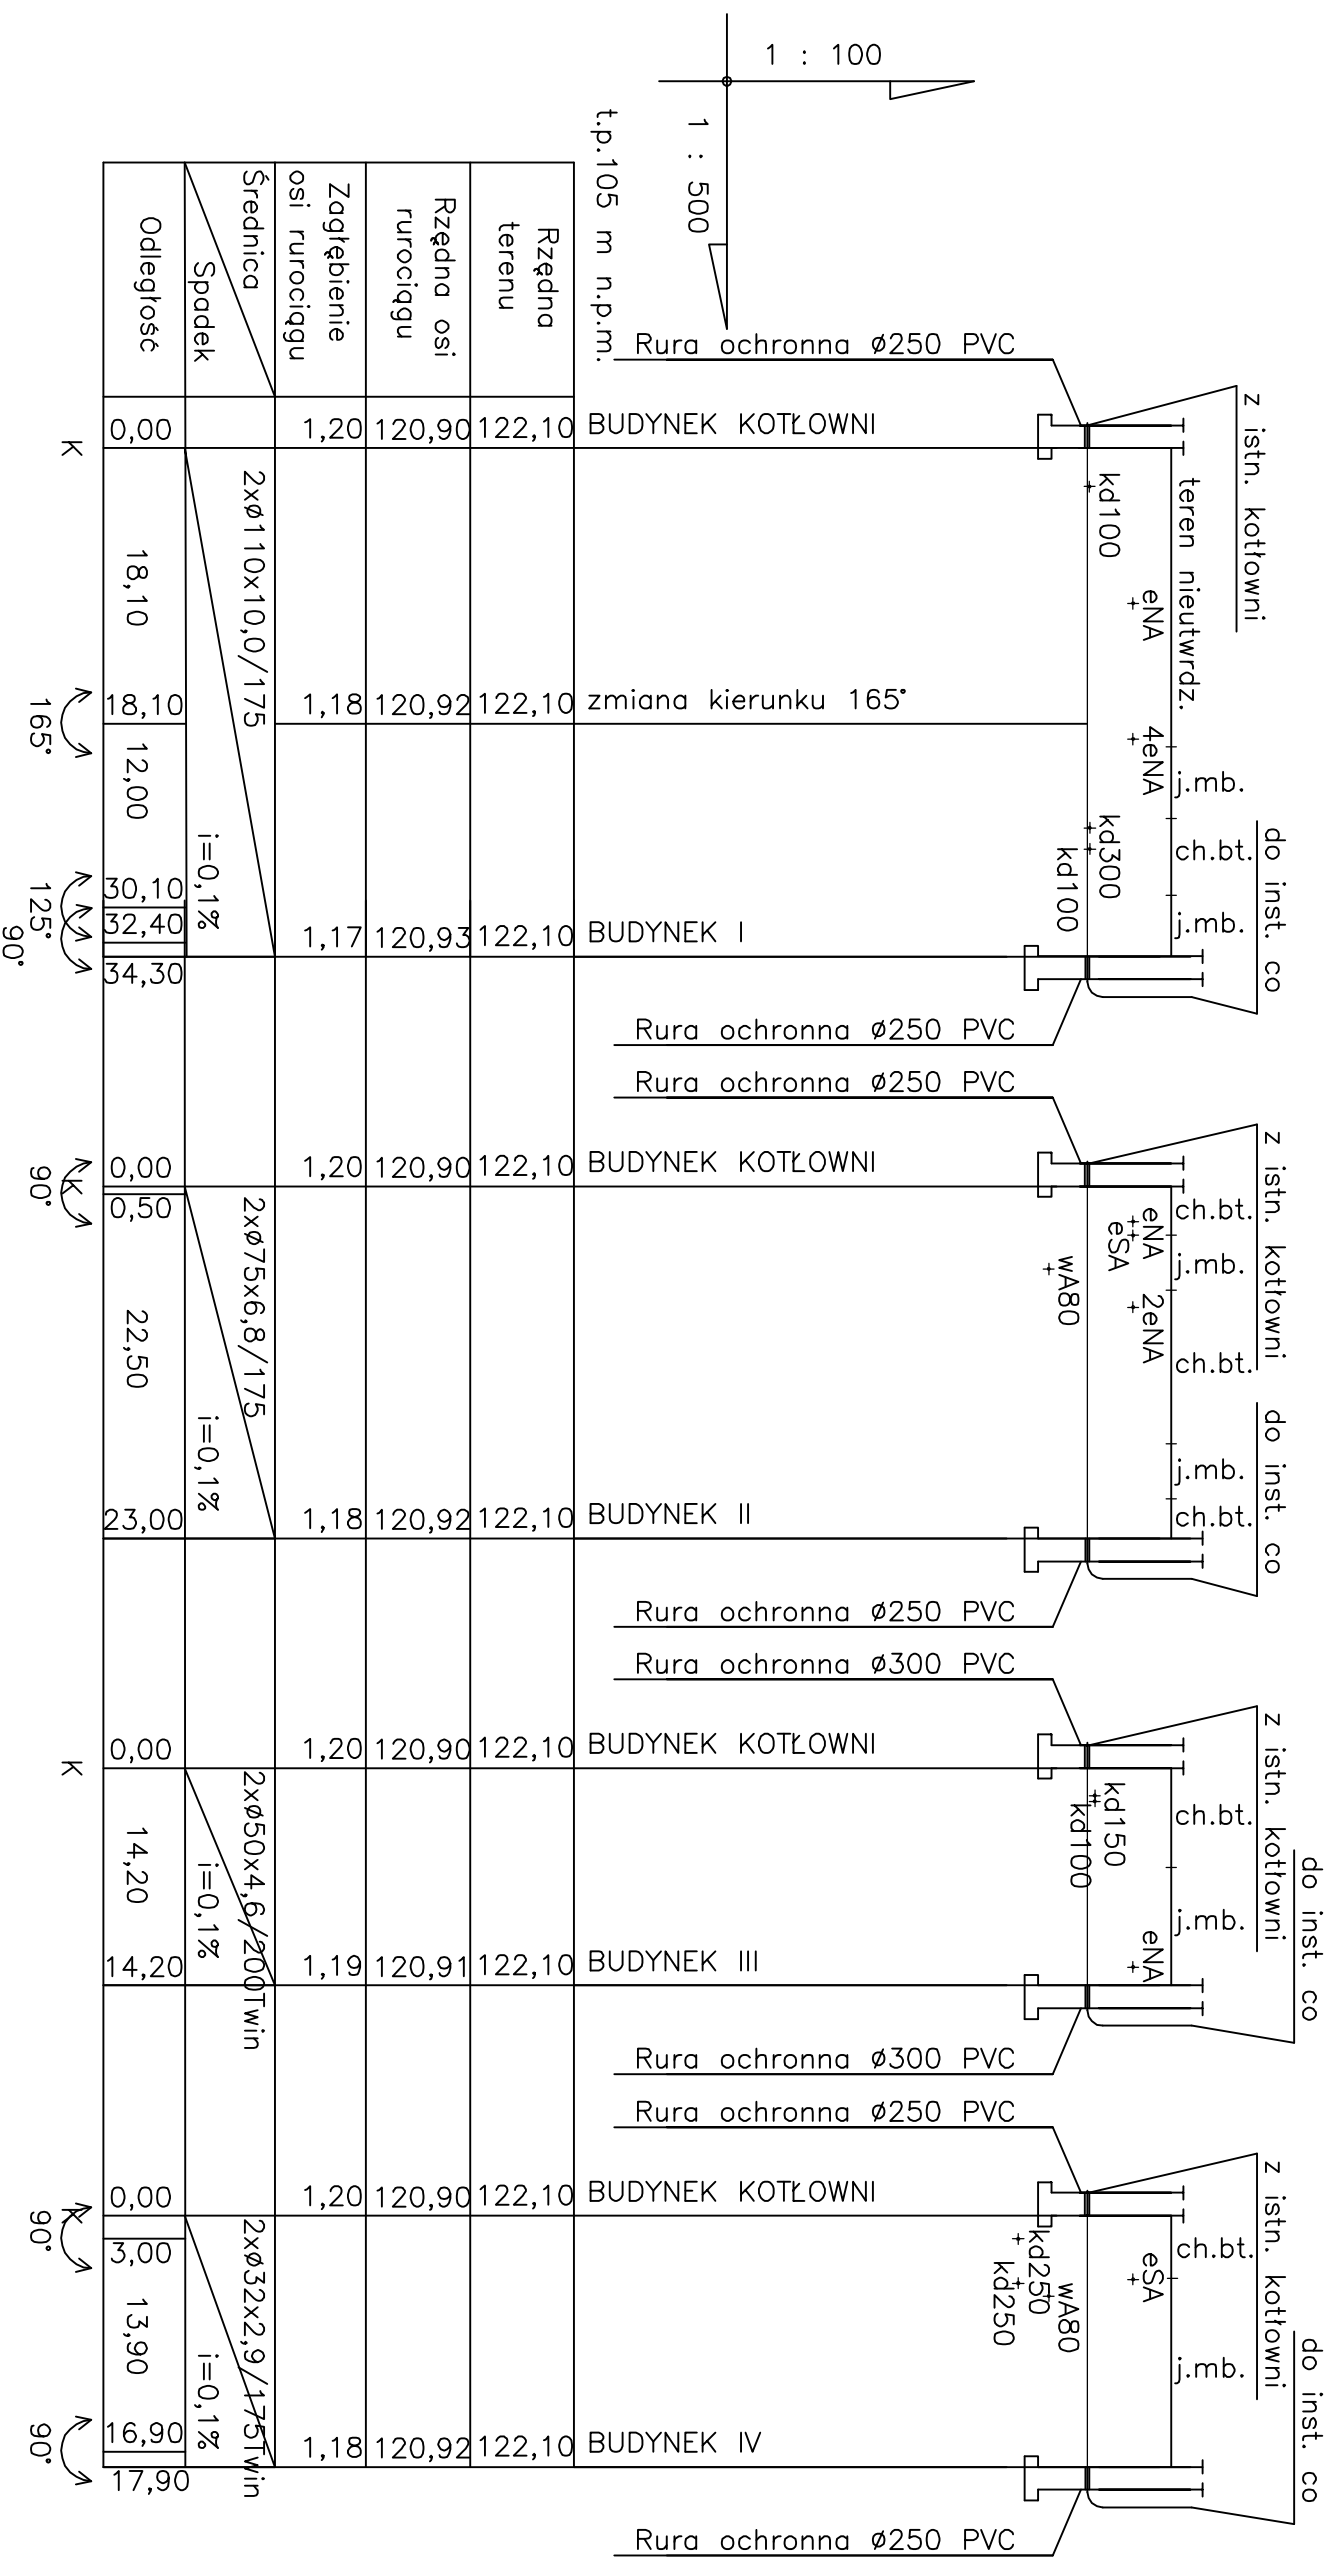 1 : 100
1 : 500
t.p.105 m n.p.m.
Rzędna
terenu
Rzędna osi
rurociągu
Zagłębienie
osi rurociągu
Średnica
Spadek
Odległość
z istn. kotłowni
Rura ochronna ø250 PVC
teren nieutwrdz.
j.mb.
ch.bt.
j.mb.
do inst. co
kd100
eNA
4eNA
kd300
kd100
BUDYNEK KOTŁOWNI
zmiana kierunku 165°
BUDYNEK I
Rura ochronna ø250 PVC
122,10
122,10
122,10
120,90
120,92
120,93
1,20
1,18
1,17
2xø110x10,0/175
i=0,1%
0,00
18,10
18,10
12,00
30,10
32,40
34,30
K
165°
125°
90°
z istn. kotłowni
Rura ochronna ø250 PVC
ch.bt.
j.mb.
ch.bt.
j.mb.
ch.bt.
do inst. co
eNA
eSA
2eNA
wA80
BUDYNEK KOTŁOWNI
BUDYNEK II
Rura ochronna ø250 PVC
122,10
122,10
120,90
120,92
1,20
1,18
2xø75x6,8/175
i=0,1%
0,00
0,50
22,50
23,00
K
90°
z istn. kotłowni
Rura ochronna ø300 PVC
ch.bt.
j.mb.
do inst. co
kd150
kd100
eNA
BUDYNEK KOTŁOWNI
BUDYNEK III
Rura ochronna ø300 PVC
122,10
122,10
120,90
120,91
1,20
1,19
2xø50x4,6/200Twin
i=0,1%
0,00
14,20
14,20
K
z istn. kotłowni
Rura ochronna ø250 PVC
ch.bt.
j.mb.
do inst. co
eSA
wA80
kd250
kd250
BUDYNEK KOTŁOWNI
BUDYNEK IV
Rura ochronna ø250 PVC
122,10
122,10
120,90
120,92
1,20
1,18
2xø32x2,9/175Twin
i=0,1%
0,00
3,00
13,90
16,90
17,90
K
90°
90°